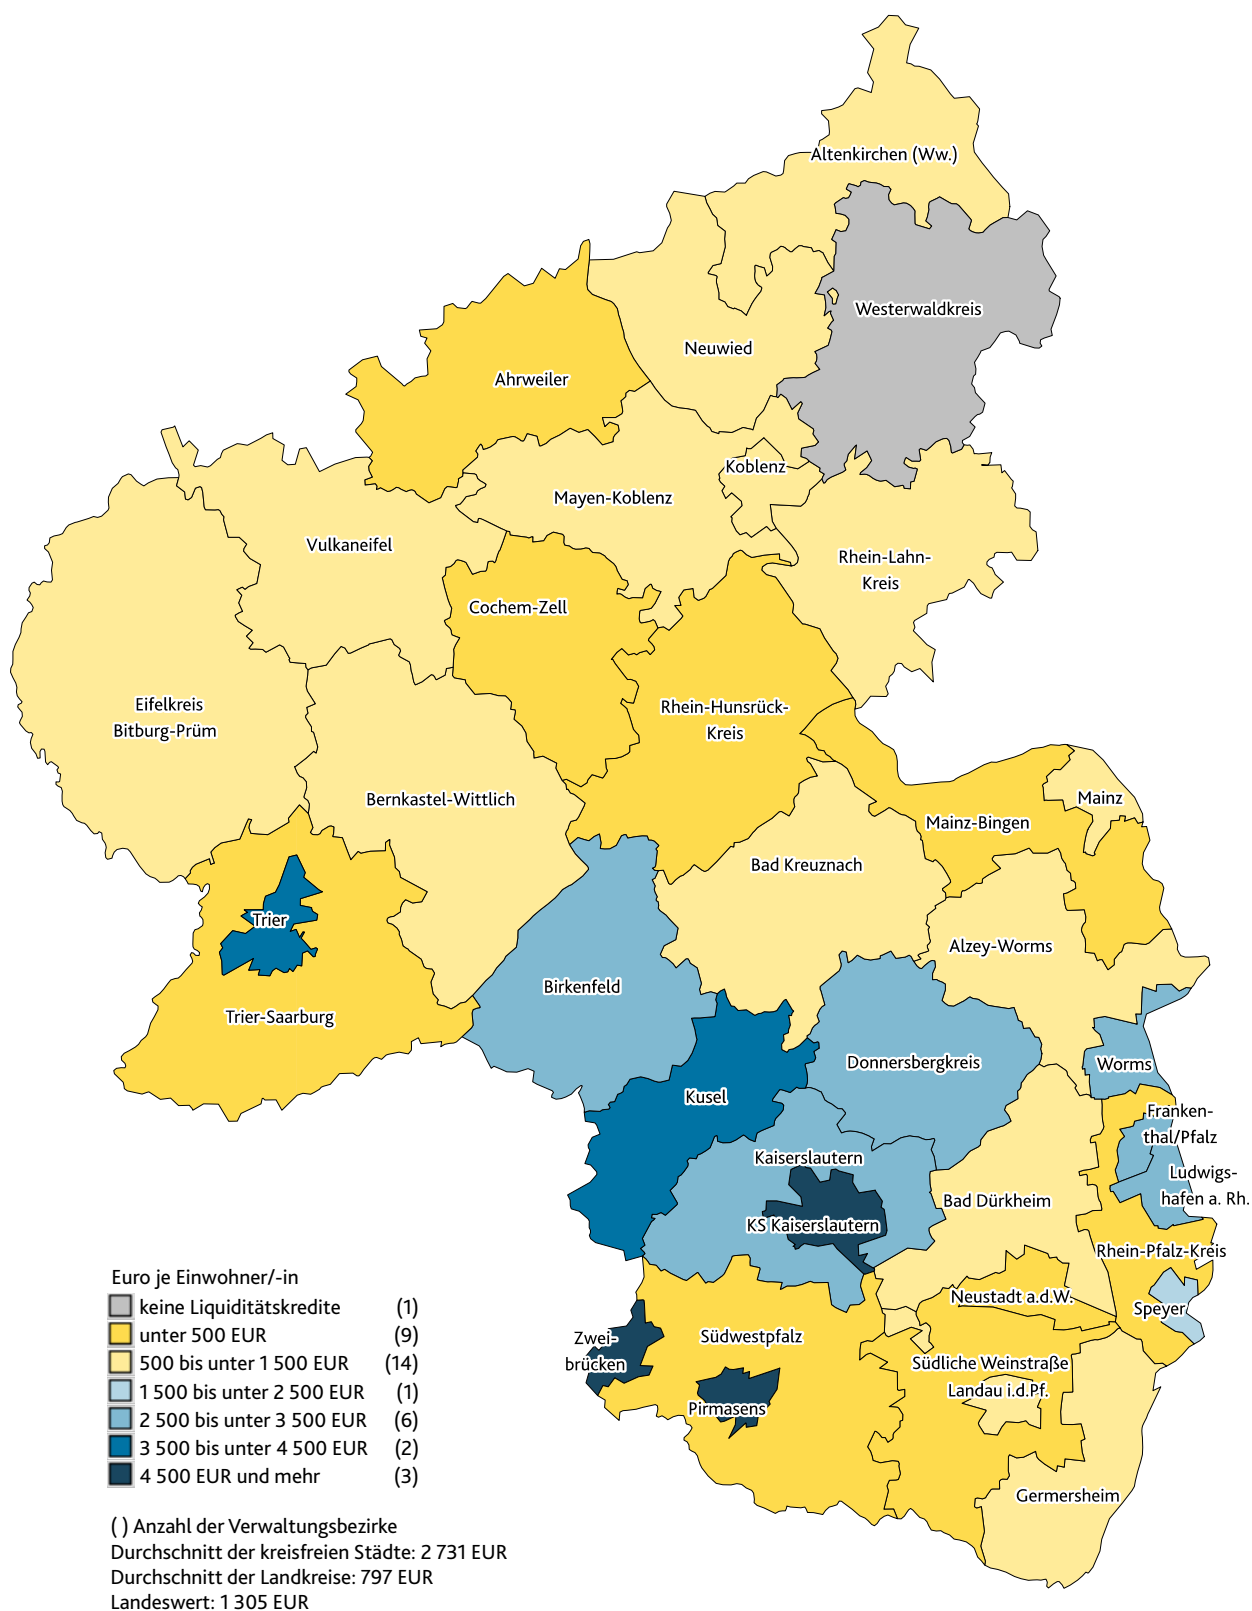 Altenkirchen (Ww.)
Westerwaldkreis
Neuwied
Ahrweiler
Koblenz
Mayen-Koblenz
Vulkaneifel
Rhein-Lahn-
Kreis
Cochem-Zell
Eifelkreis
Bitburg-Prüm
Rhein-Hunsrück-
Kreis
Bernkastel-Wittlich
Mainz
Mainz-Bingen
Bad Kreuznach
Trier
Alzey-Worms
Birkenfeld
Trier-Saarburg
Donnersbergkreis
Worms
Kusel
Franken-
thal/Pfalz
Kaiserslautern
Ludwigs-
hafen a. Rh.
Bad Dürkheim
KS Kaiserslautern
Rhein-Pfalz-Kreis
Neustadt a.d.W.
Speyer
Zwei-
brücken
Südwestpfalz
Südliche Weinstraße
Landau i.d.Pf.
Pirmasens
Germersheim
Euro je Einwohner/-in
keine Liquiditätskredite (1)
unter 500 EUR (9)
500 bis unter 1 500 EUR (14)
1 500 bis unter 2 500 EUR (1)
2 500 bis unter 3 500 EUR (6)
3 500 bis unter 4 500 EUR (2)
4 500 EUR und mehr (3)
( ) Anzahl der Verwaltungsbezirke
Durchschnitt der kreisfreien Städte: 2 731 EUR
Durchschnitt der Landkreise: 797 EUR
Landeswert: 1 305 EUR